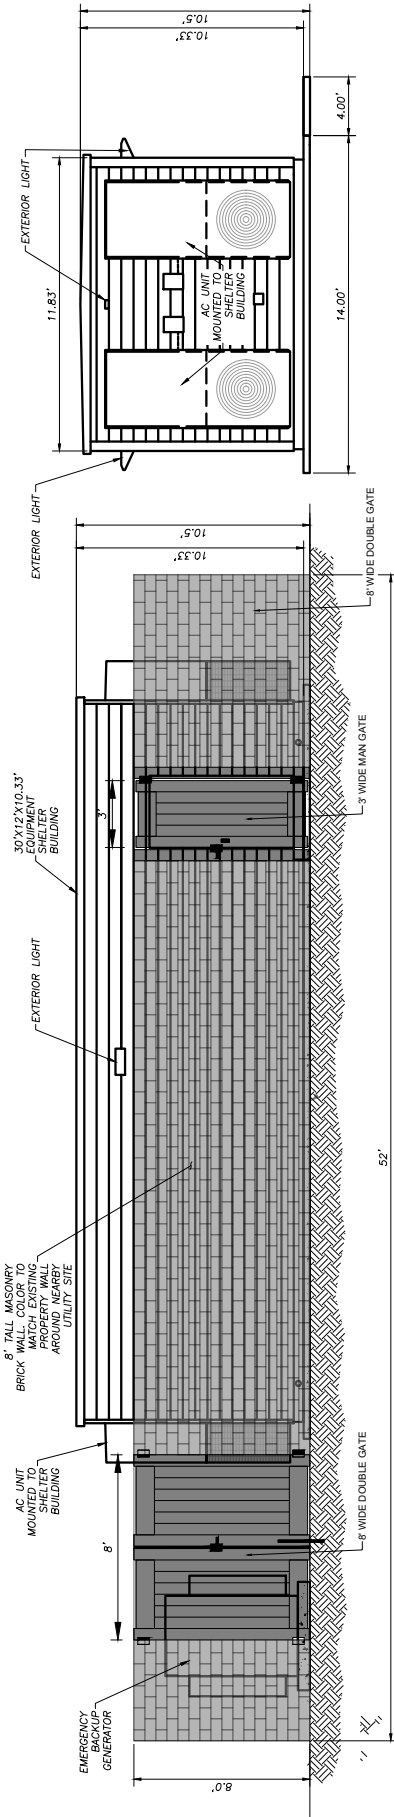 8' TALL MASONRY
BRICK WALL. COLOR TO
MATCH EXISTING
PROPERTY WALL
AROUND NEARBY
UTILITY SITE
AC UNIT
MOUNTED TO
SHELTER
BUILDING
EMERGENCY
BACKUP
GENERATOR
8'
8.0'
EXTERIOR LIGHT
30'X12'X10.33'
EQUIPMENT
SHELTER
BUILDING
3'
10.33'
10.5'
8' WIDE DOUBLE GATE
3' WIDE MAN GATE
8' WIDE DOUBLE GATE
52'
EXTERIOR LIGHT
11.83'
EXTERIOR LIGHT
AC UNIT
MOUNTED TO
SHELTER
BUILDING
10.33'
10.5'
14.00'
4.00'